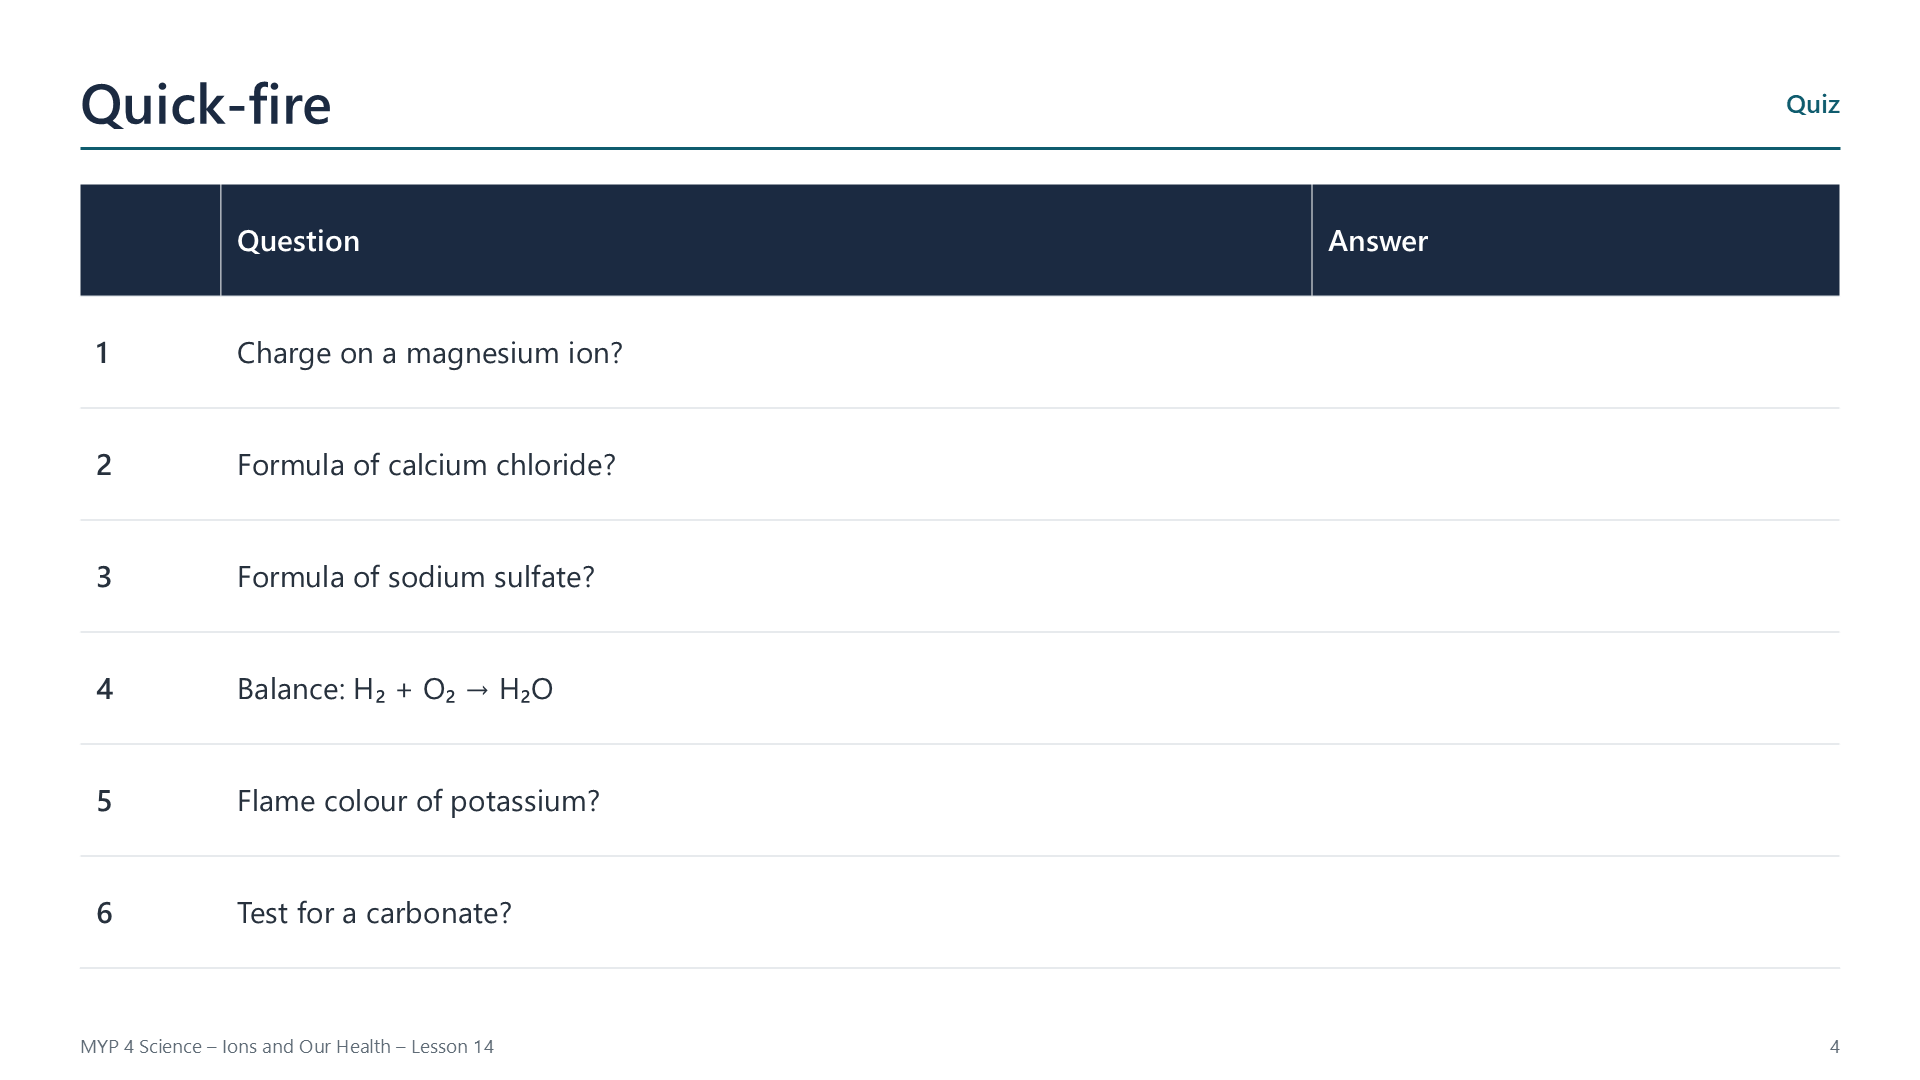 Quick-fire
Quiz
Question Answer
1 Charge on a magnesium ion?
2 Formula of calcium chloride?
3 Formula of sodium sulfate?
4 Balance: H₂ + O₂ → H₂O
5 Flame colour of potassium?
6 Test for a carbonate?
MYP 4 Science – Ions and Our Health – Lesson 14
4